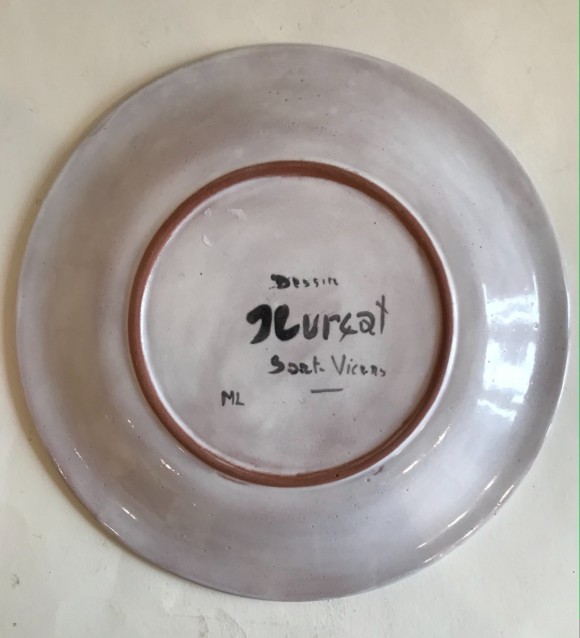 Dessin
Lurçat
Sant-Vicens
ML